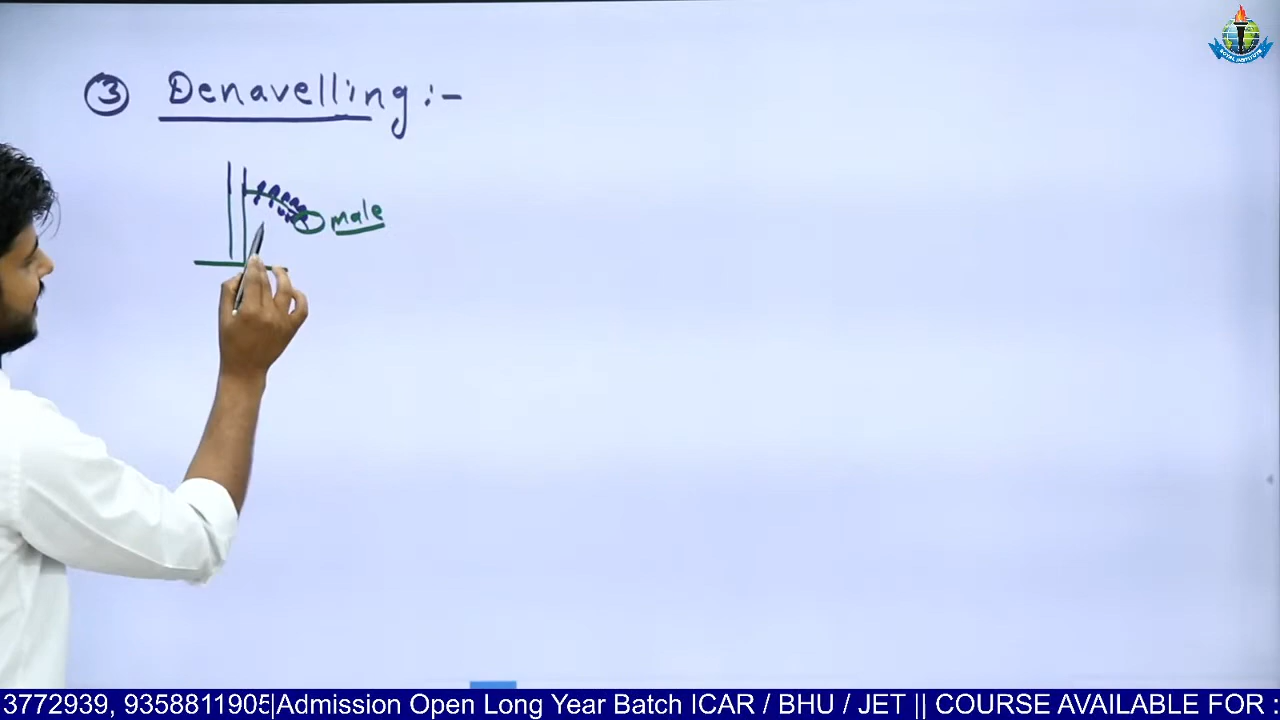 ③ Denavelling :-
male
3772939, 9358811905|Admission Open Long Year Batch ICAR / BHU / JET || COURSE AVAILABLE FOR :